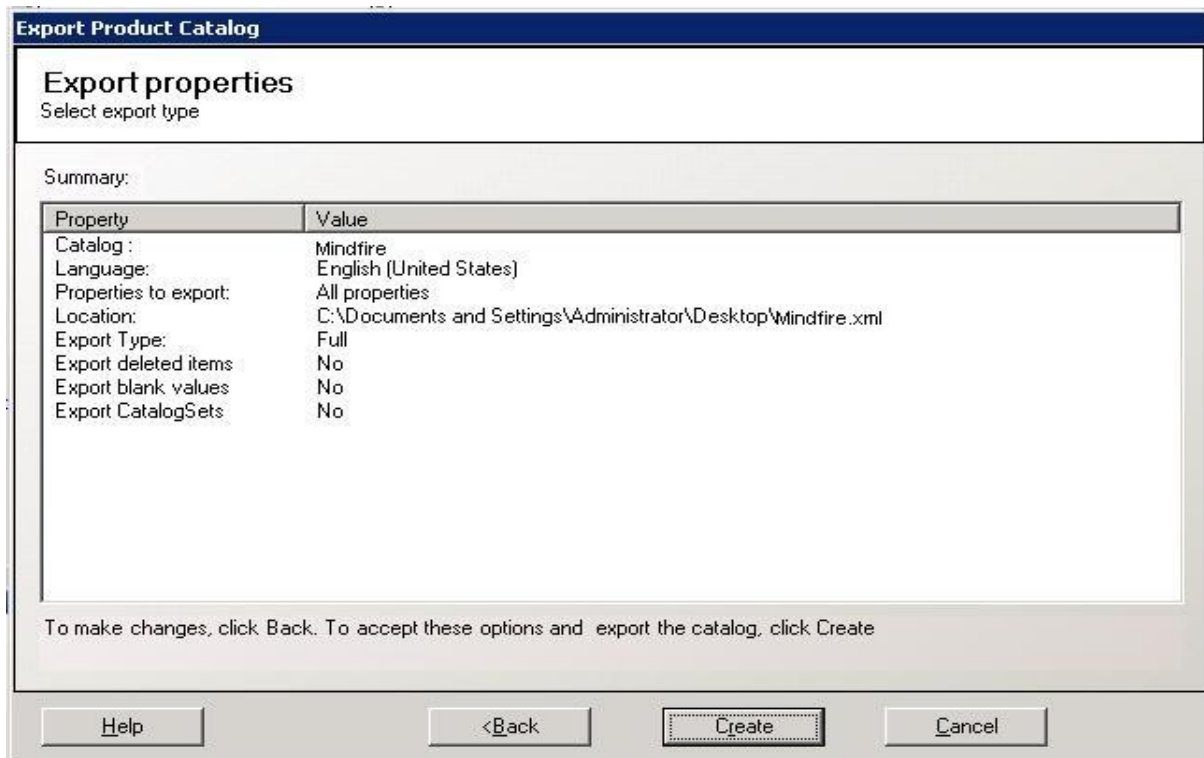 Export Product Catalog
Export properties
Select export type
Summary:
Property Value
Catalog : Mindfire
Language: English (United States)
Properties to export: All properties
Location: C:\Documents and Settings\Administrator\Desktop\Mindfire.xml
Export Type: Full
Export deleted items No
Export blank values No
Export CatalogSets No
To make changes, click Back. To accept these options and export the catalog, click Create
Help <Back Create Cancel